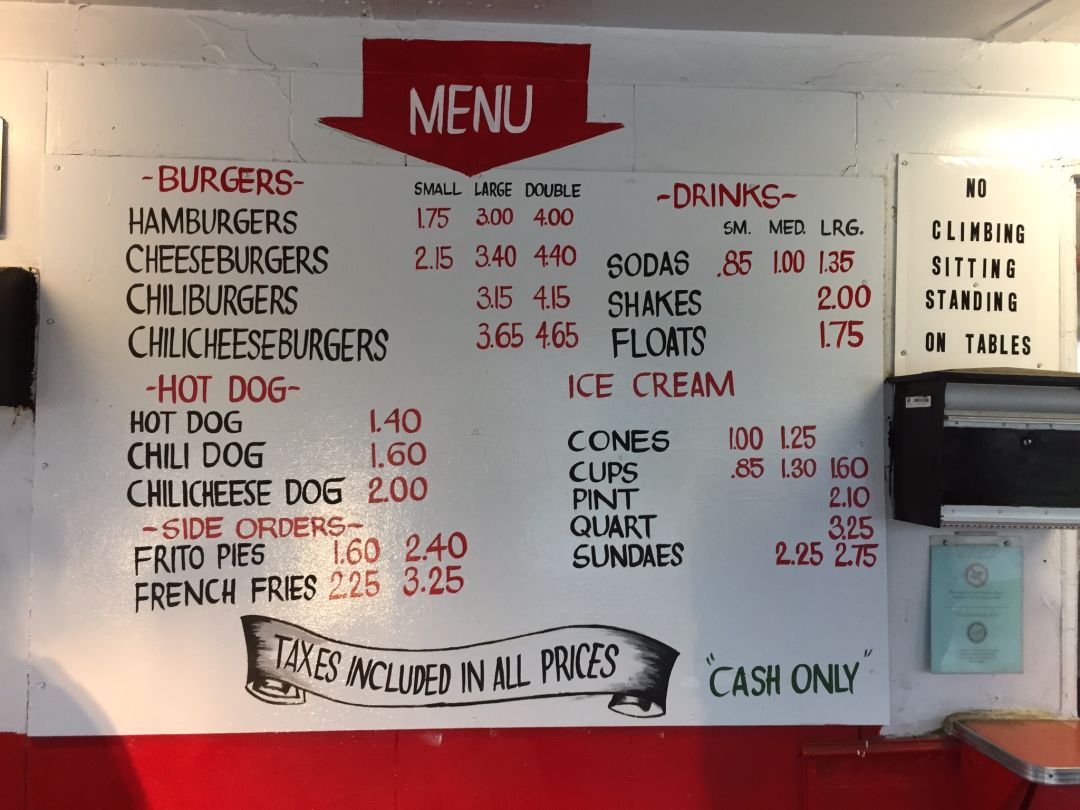 MENU
-BURGERS-
SMALL LARGE DOUBLE
HAMBURGERS 1.75 3.00 4.00
CHEESEBURGERS 2.15 3.40 4.40
CHILIBURGERS 3.15 4.15
CHILICHEESEBURGERS 3.65 4.65
-HOT DOG-
HOT DOG 1.40
CHILI DOG 1.60
CHILICHEESE DOG 2.00
-SIDE ORDERS-
FRITO PIES 1.60 2.40
FRENCH FRIES 2.25 3.25
-DRINKS-
SM. MED. LRG.
SODAS .85 1.00 1.35
SHAKES 2.00
FLOATS 1.75
ICE CREAM
CONES 1.00 1.25
CUPS .85 1.30 1.60
PINT 2.10
QUART 3.25
SUNDAES 2.25 2.75
TAXES INCLUDED IN ALL PRICES
"CASH ONLY"
NO
CLIMBING
SITTING
STANDING
ON TABLES